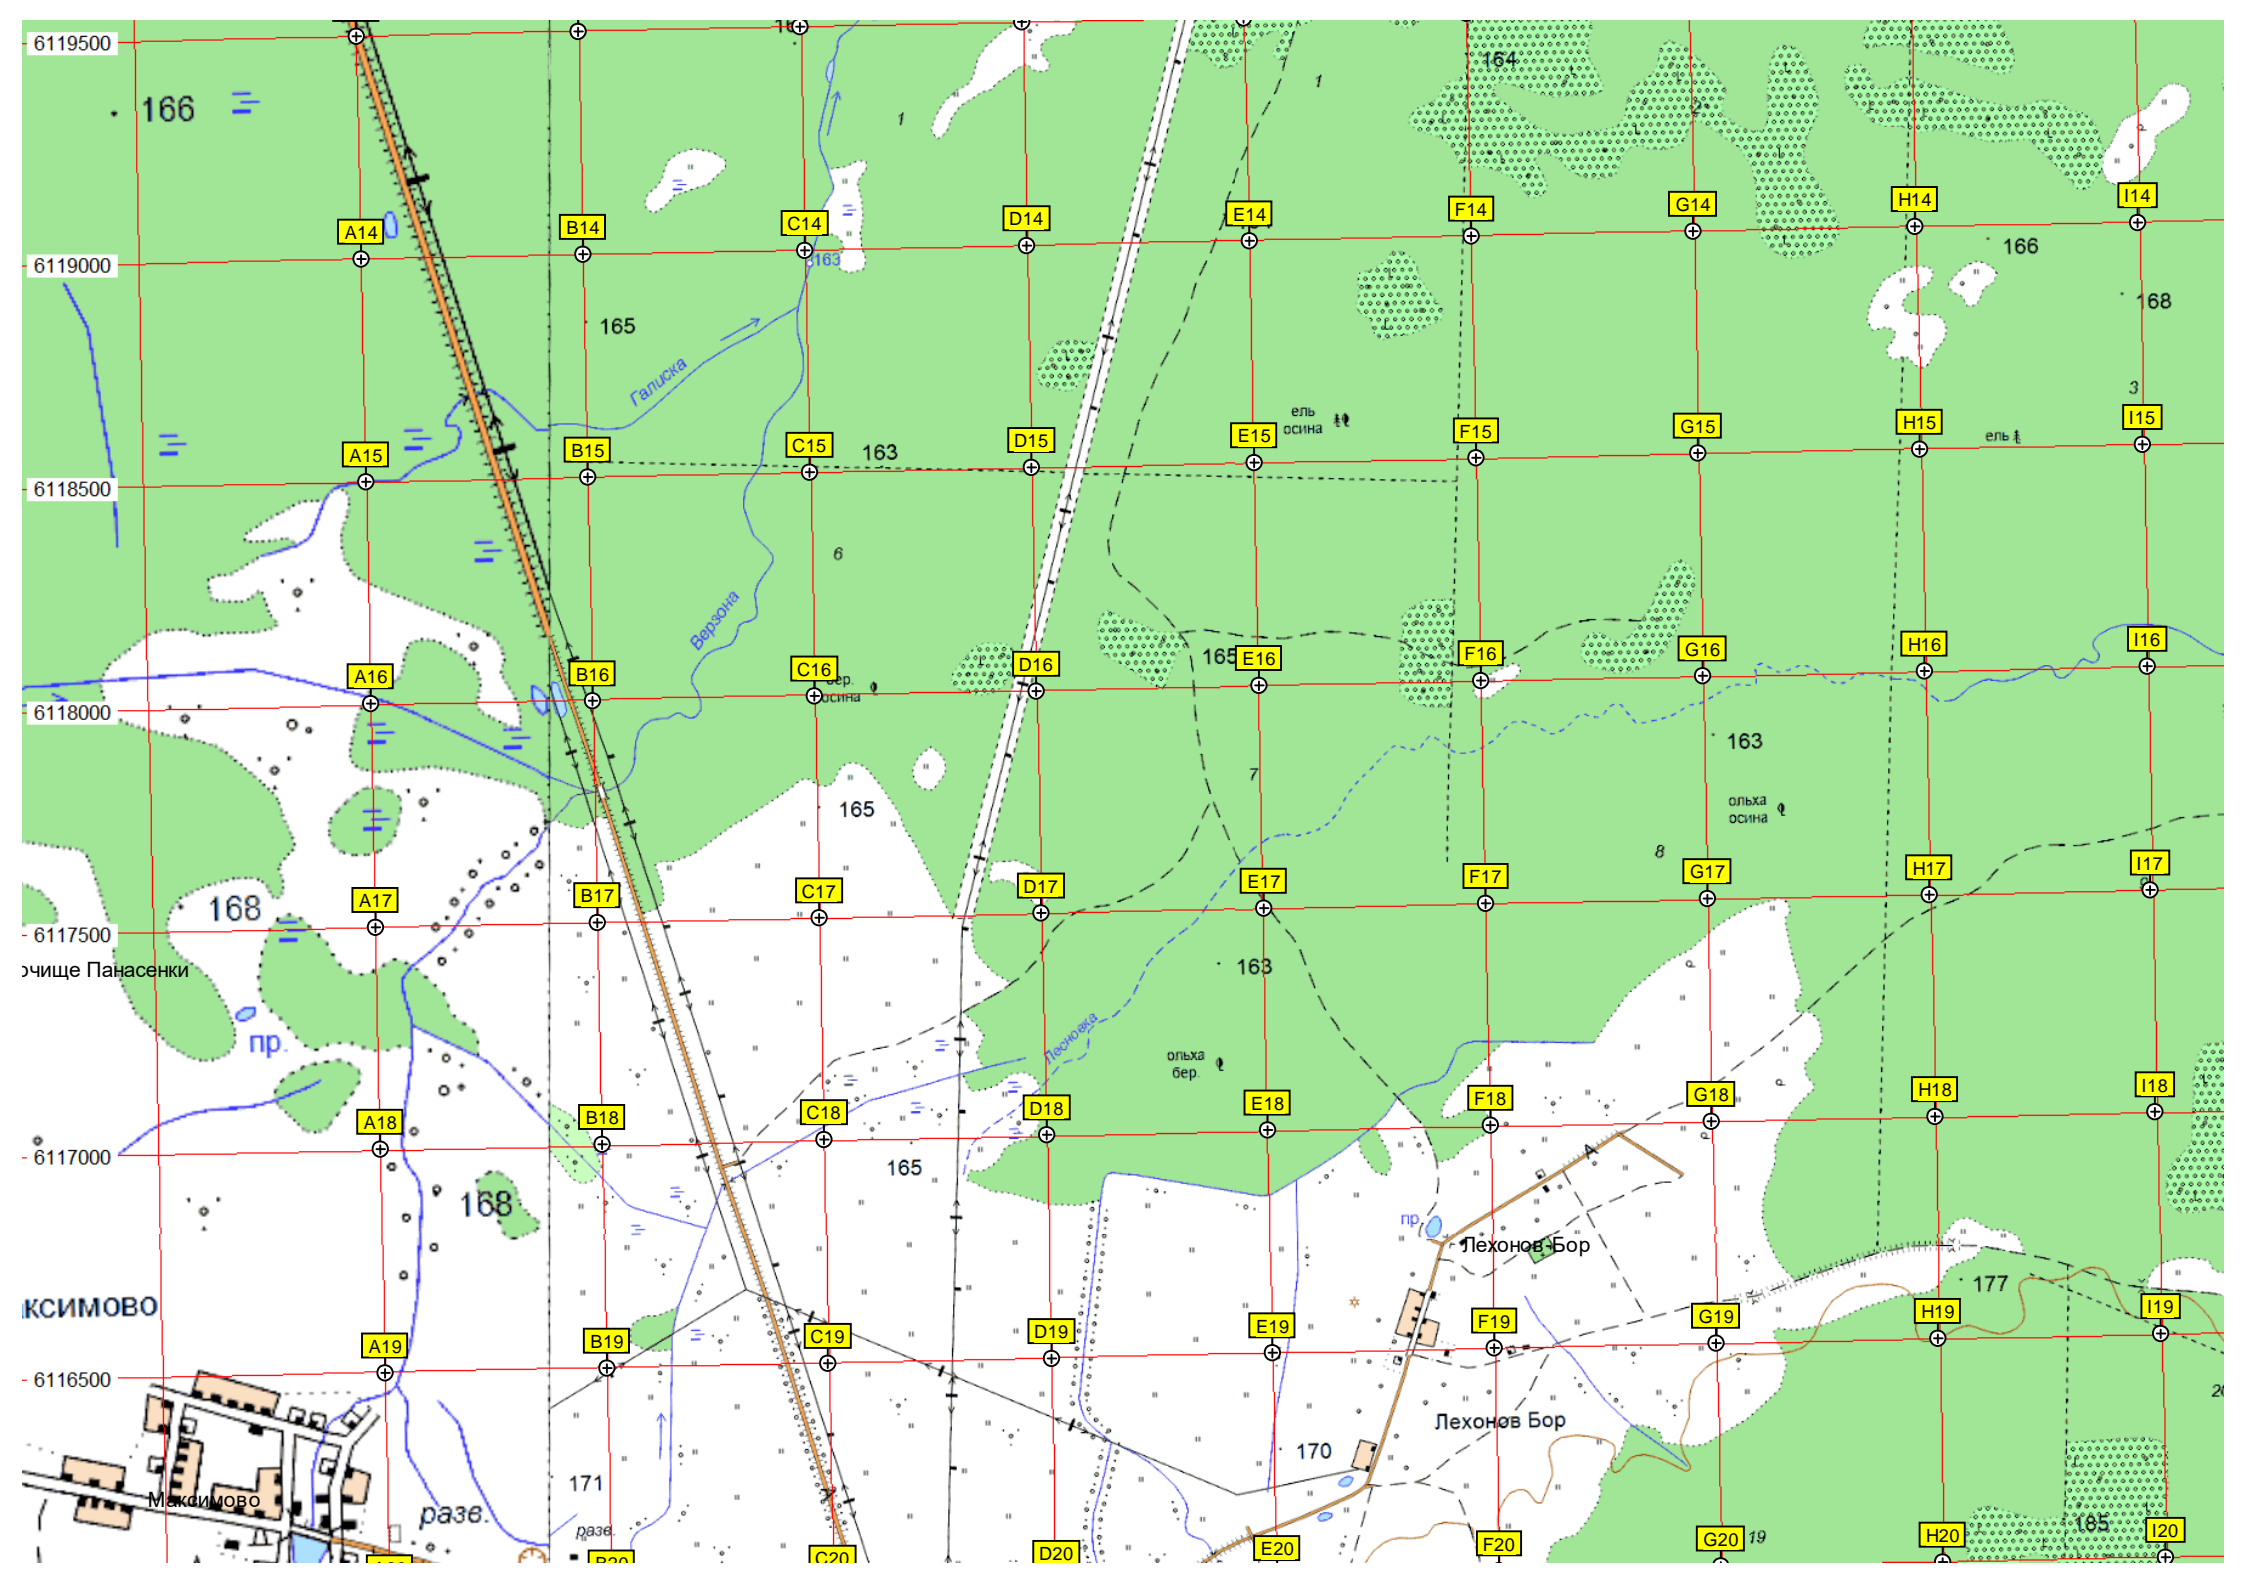 6119500
164
1
1
2
166
A14
B14
C14
D14
E14
F14
G14
H14
I14
166
6119000
163
168
165
Галиска
3
ель
осина
ель
A15
B15
C15
D15
E15
F15
G15
H15
I15
163
6118500
6
Верзона
165
A16
B16
C16
D16
E16
F16
G16
H16
I16
бер.
осина
6118000
163
7
165
ольха
осина
8
A17
B17
C17
D17
E17
F17
G17
H17
I17
168
6117500
163
очище Панасенки
пр.
Лесновка
ольха
бер.
A18
B18
C18
D18
E18
F18
G18
H18
I18
6117000
165
168
пр.
Лехонов-Бор
177
ксимово
A19
B19
C19
D19
E19
F19
G19
H19
I19
6116500
Лехонов Бор
170
171
Максимово
разв.
разв.
185
19
B20
C20
D20
E20
F20
G20
H20
I20